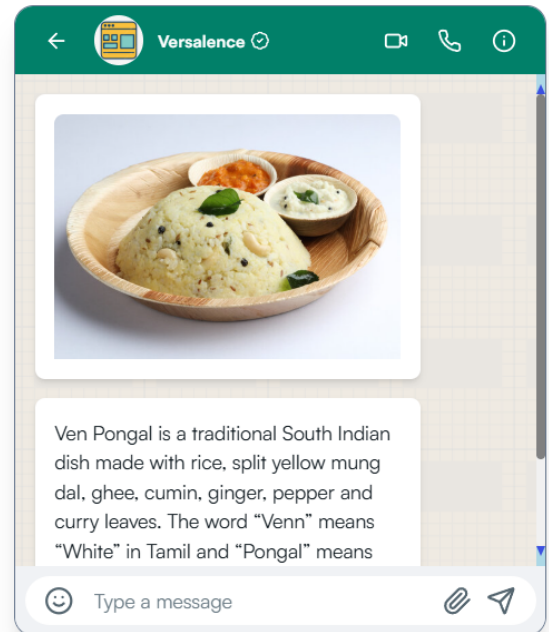 Versalence
Ven Pongal is a traditional South Indian
dish made with rice, split yellow mung
dal, ghee, cumin, ginger, pepper and
curry leaves. The word “Venn” means
“White” in Tamil and “Pongal” means
Type a message